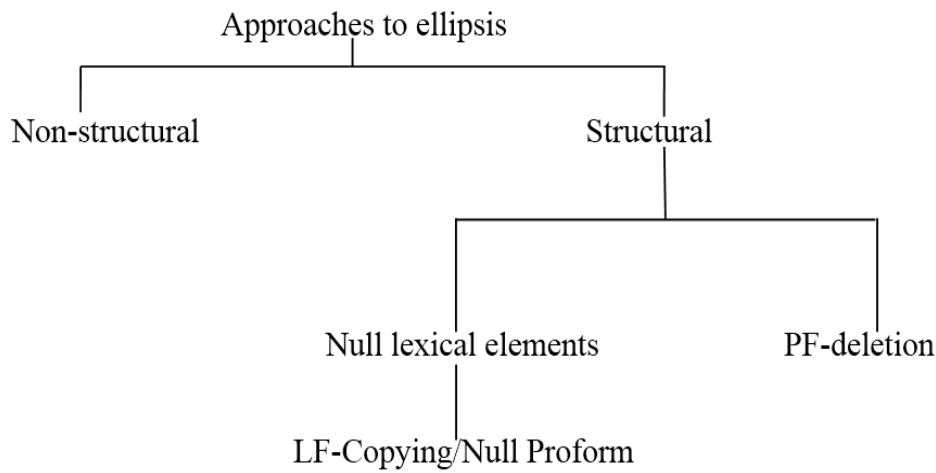 Approaches to ellipsis
Non-structural
Structural
Null lexical elements
PF-deletion
LF-Copying/Null Proform